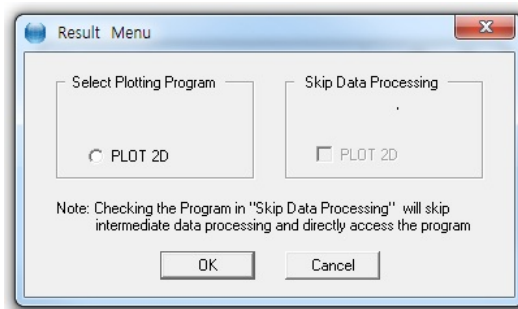 Result Menu
Select Plotting Program
Skip Data Processing
PLOT 2D
PLOT 2D
Note: Checking the Program in "Skip Data Processing" will skip
intermediate data processing and directly access the program
OK
Cancel